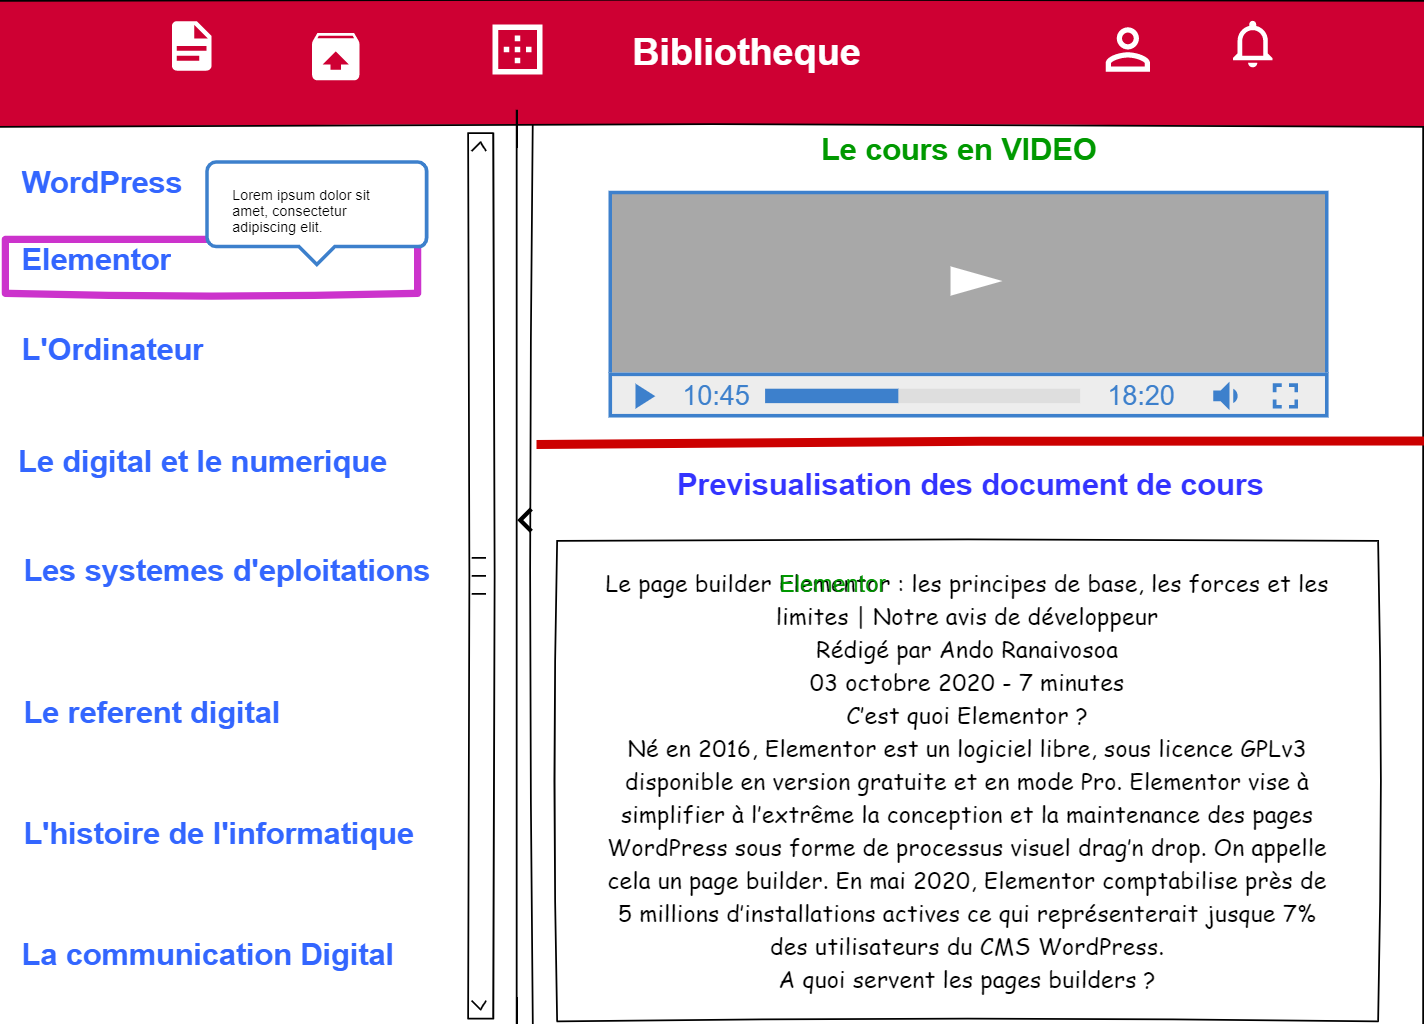 Bibliotheque
WordPress
Lorem ipsum dolor sit
amet, consectetur
adipiscing elit.
Elementor
L'Ordinateur
Le digital et le numerique
Les systemes d'eploitations
Le referent digital
L'histoire de l'informatique
La communication Digital
Le cours en VIDEO
10:45
18:20
Previsualisation des document de cours
Le page builder Elementor : les principes de base, les forces et les
limites | Notre avis de développeur
Rédigé par Ando Ranaivosoa
03 octobre 2020 - 7 minutes
C’est quoi Elementor ?
Né en 2016, Elementor est un logiciel libre, sous licence GPLv3
disponible en version gratuite et en mode Pro. Elementor vise à
simplifier à l’extrême la conception et la maintenance des pages
WordPress sous forme de processus visuel drag’n drop. On appelle
cela un page builder. En mai 2020, Elementor comptabilise près de
5 millions d’installations actives ce qui représenterait jusque 7%
des utilisateurs du CMS WordPress.
A quoi servent les pages builders ?